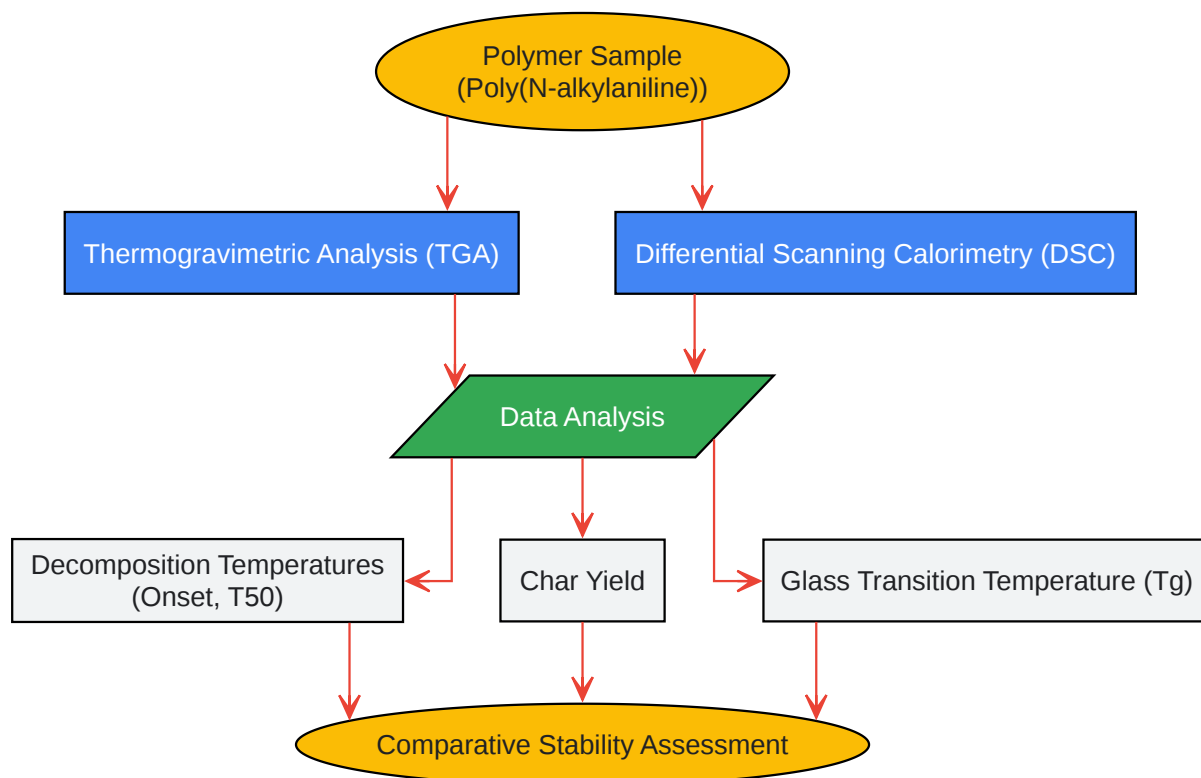 Polymer Sample
(Poly(N-alkylaniline))
Thermogravimetric Analysis (TGA)
Differential Scanning Calorimetry (DSC)
Data Analysis
Decomposition Temperatures
(Onset, T50)
Char Yield
Glass Transition Temperature (Tg)
Comparative Stability Assessment